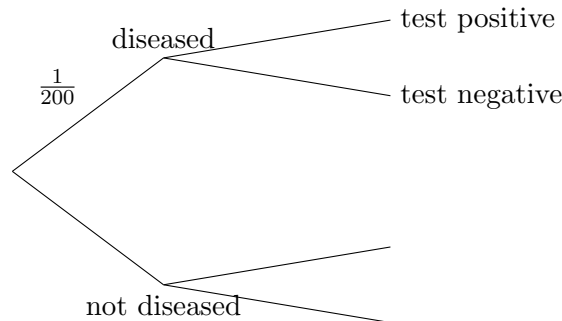 diseased
test positive
1/200
test negative
not diseased